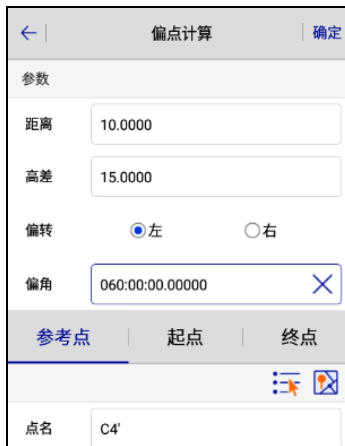 偏点计算 确定
参数
距离 10.0000
高差 15.0000
偏转 左 右
偏角 060:00:00.00000
参考点 起点 终点
点名 C4'